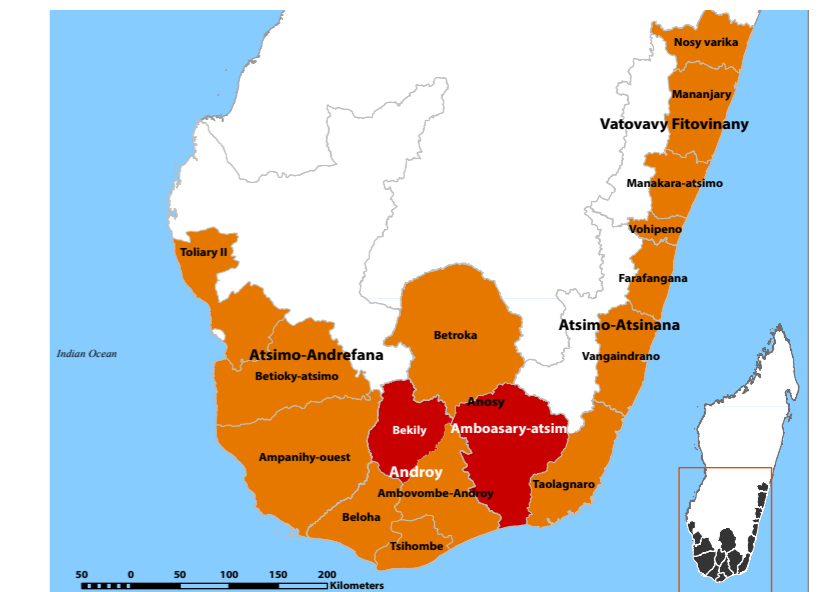 Nosy varika
Mananjary
Vatovavy Fitovinany
Manakara-atsimo
Vohipeno
Toliary II
Farafangana
Atsimo-Atsinana
Betroka
Indian Ocean
Atsimo-Andrefana
Vangaindrano
Betioky-atsimo
Anosy
Bekily
Amboasary-atsim
Ampanihy-ouest
Androy
Taolagnaro
Ambovombe-Androy
Beloha
Tsihombe
50 0 50 100 150 200
Kilometers